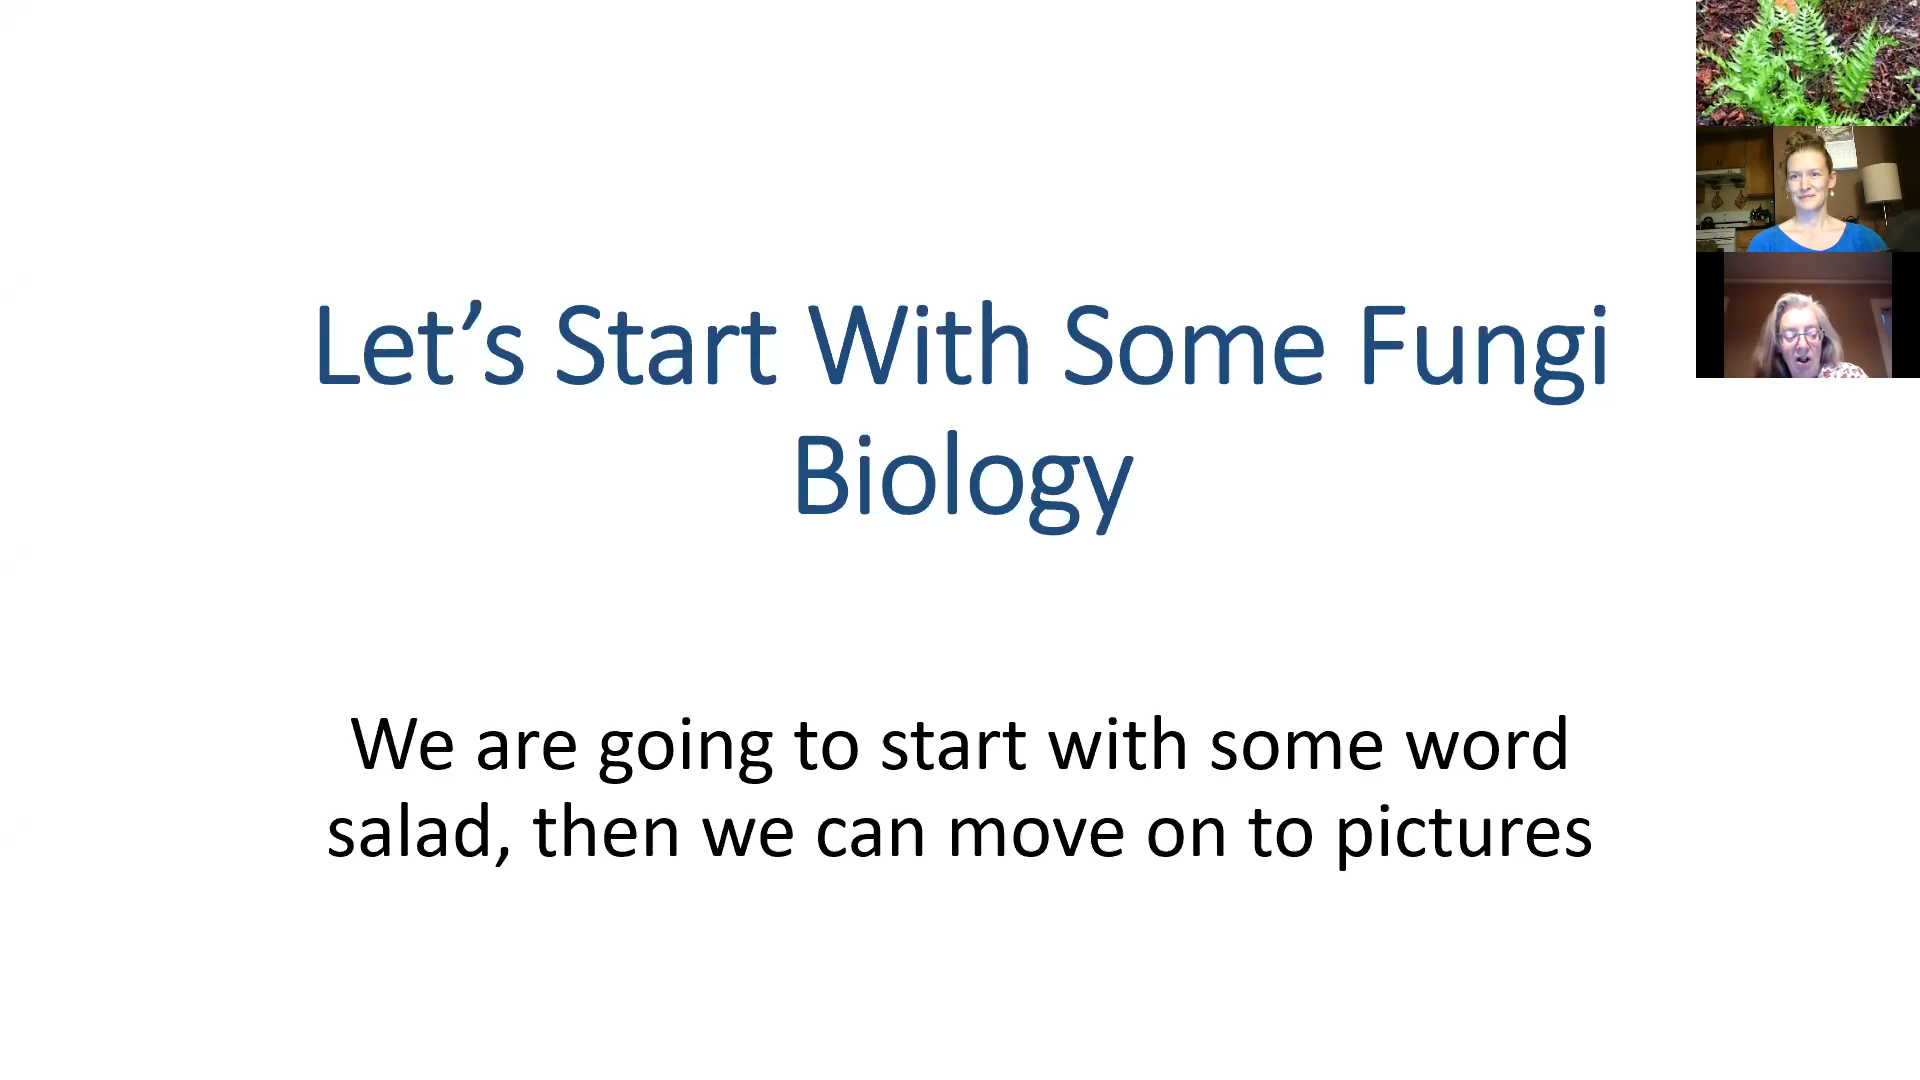 Let’s Start With Some Fungi
Biology
We are going to start with some word
salad, then we can move on to pictures